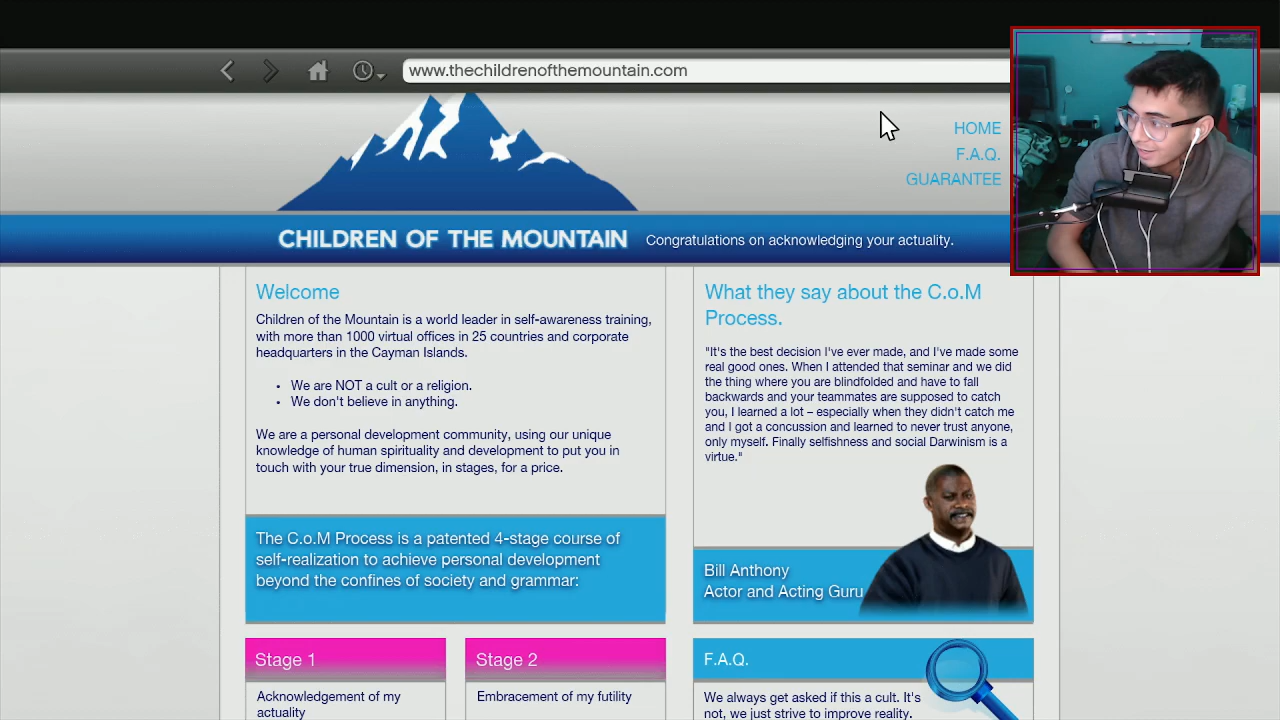 www.thechildrenofthemountain.com
HOME
F.A.Q.
GUARANTEE
CHILDREN OF THE MOUNTAIN
Congratulations on acknowledging your actuality.
Welcome
Children of the Mountain is a world leader in self-awareness training,
with more than 1000 virtual offices in 25 countries and corporate
headquarters in the Cayman Islands.
• We are NOT a cult or a religion.
• We don't believe in anything.
We are a personal development community, using our unique
knowledge of human spirituality and development to put you in
touch with your true dimension, in stages, for a price.
The C.o.M Process is a patented 4-stage course of
self-realization to achieve personal development
beyond the confines of society and grammar:
Stage 1
Acknowledgement of my
actuality
Stage 2
Embracement of my futility
What they say about the C.o.M
Process.
"It's the best decision I've ever made, and I've made some
real good ones. When I attended that seminar and we did
the thing where you are blindfolded and have to fall
backwards and your teammates are supposed to catch
you, I learned a lot – especially when they didn't catch me
and I got a concussion and learned to never trust anyone,
only myself. Finally selfishness and social Darwinism is a
virtue."
Bill Anthony
Actor and Acting Guru
F.A.Q.
We always get asked if this a cult. It's
not, we just strive to improve reality.